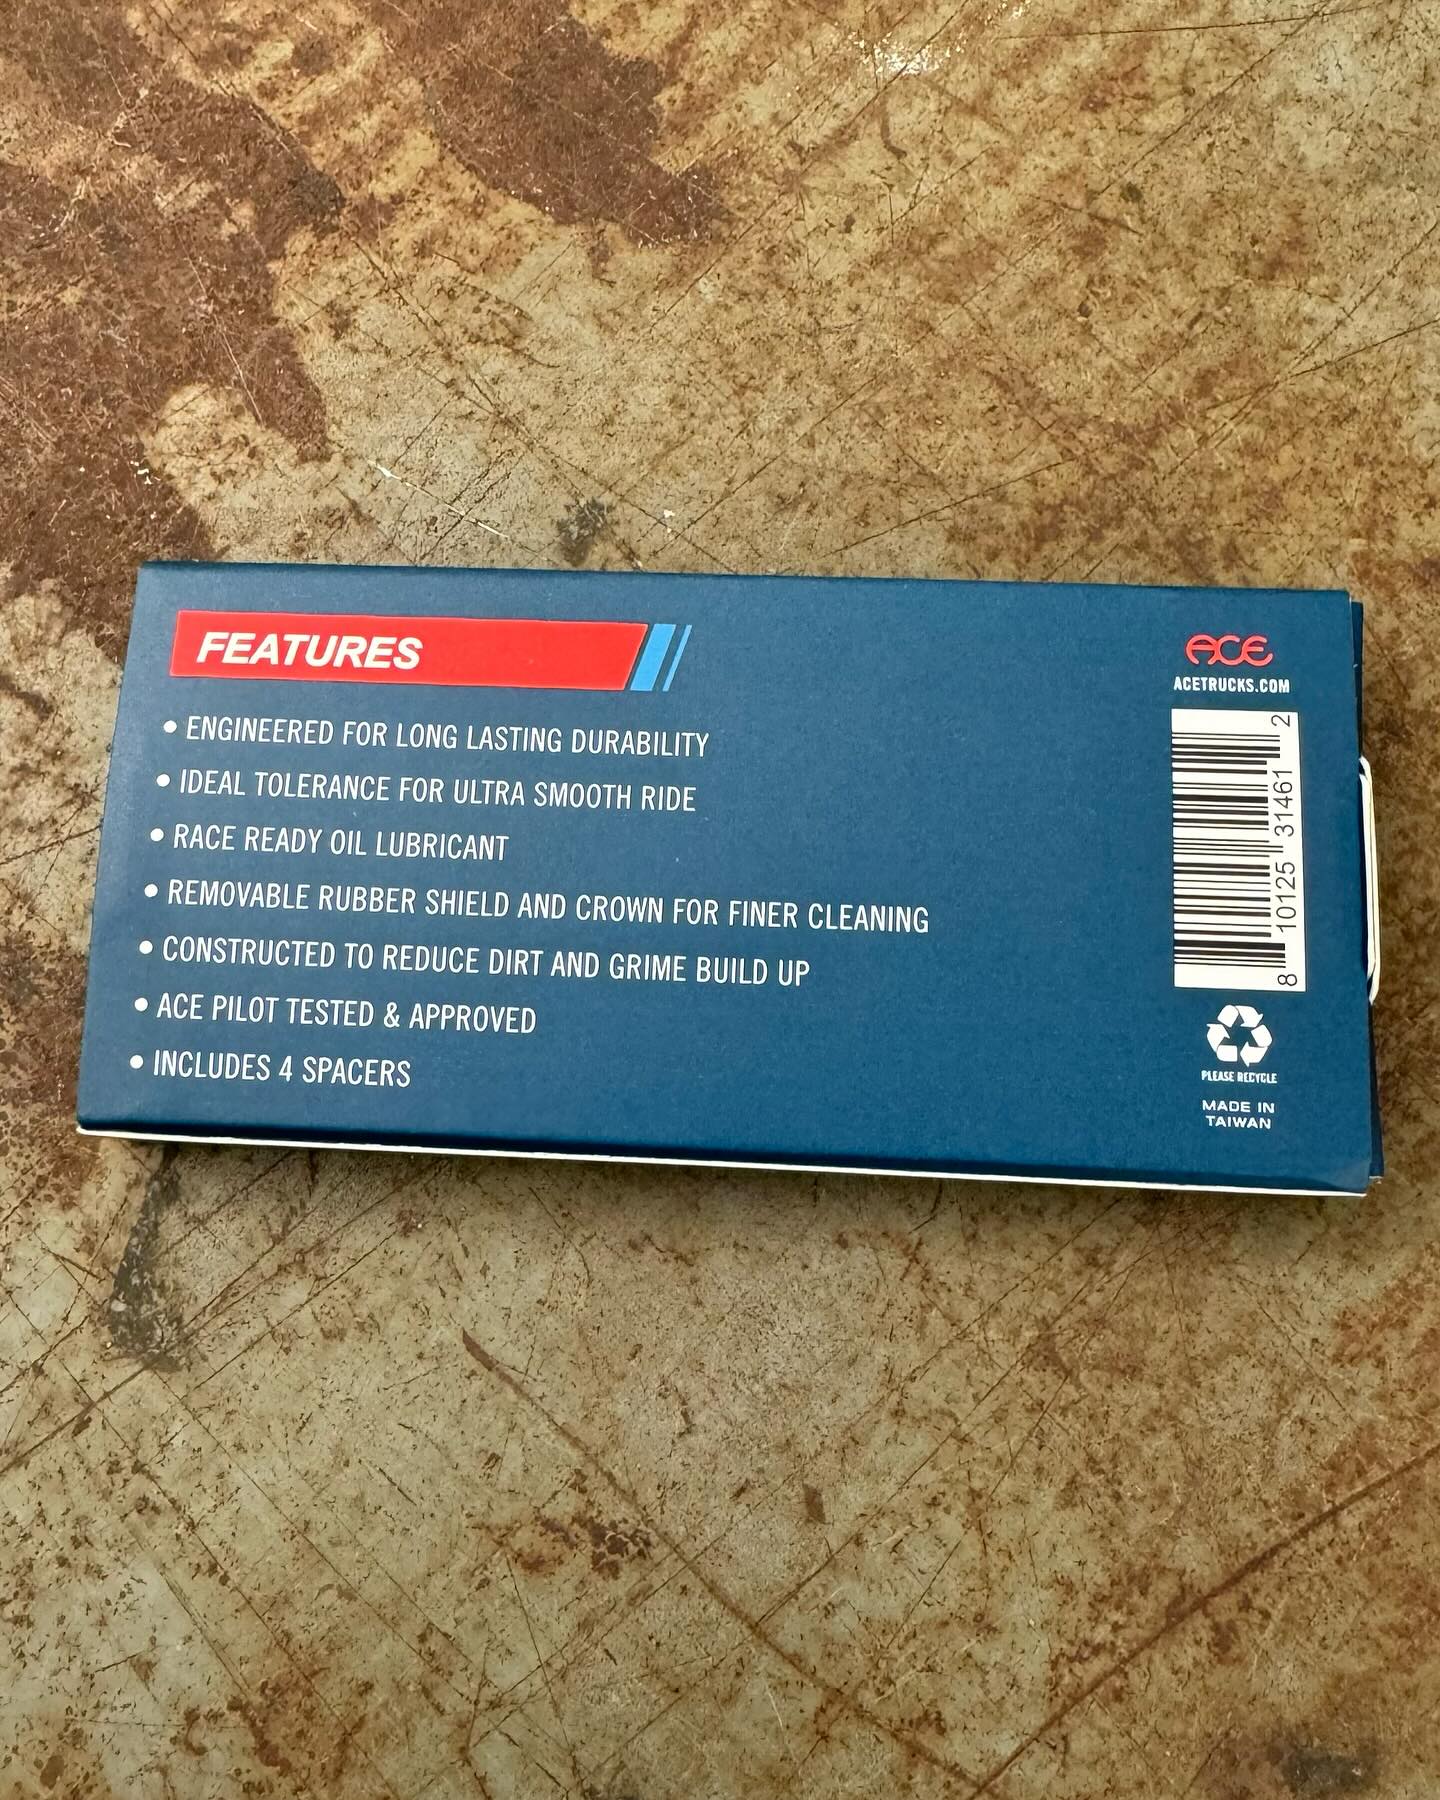 FEATURES
• ENGINEERED FOR LONG LASTING DURABILITY
• IDEAL TOLERANCE FOR ULTRA SMOOTH RIDE
• RACE READY OIL LUBRICANT
• REMOVABLE RUBBER SHIELD AND CROWN FOR FINER CLEANING
• CONSTRUCTED TO REDUCE DIRT AND GRIME BUILD UP
• ACE PILOT TESTED & APPROVED
• INCLUDES 4 SPACERS
ACE
ACETRUCKS.COM
8 10125 31461 2
PLEASE RECYCLE
MADE IN
TAIWAN